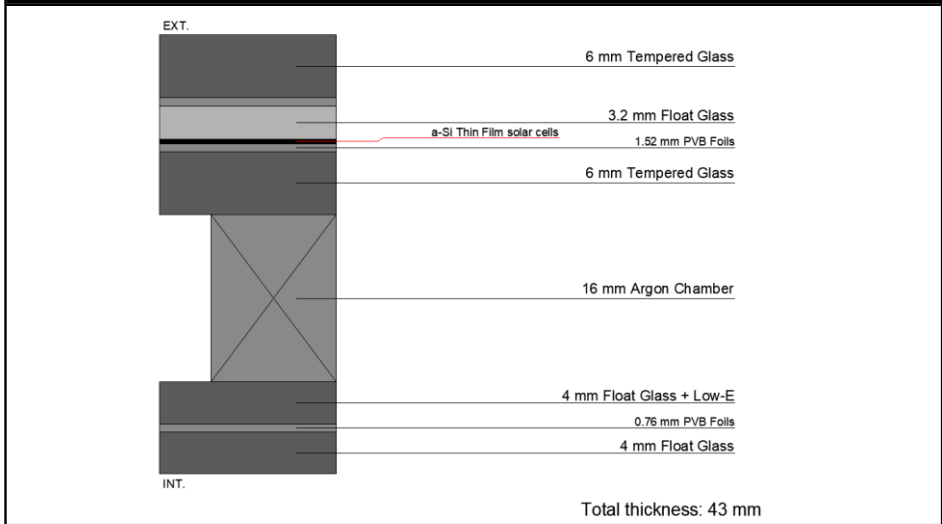 EXT.
6 mm Tempered Glass
3.2 mm Float Glass
a-Si Thin Film solar cells
1.52 mm PVB Foils
6 mm Tempered Glass
16 mm Argon Chamber
4 mm Float Glass + Low-E
0.76 mm PVB Foils
4 mm Float Glass
INT.
Total thickness: 43 mm